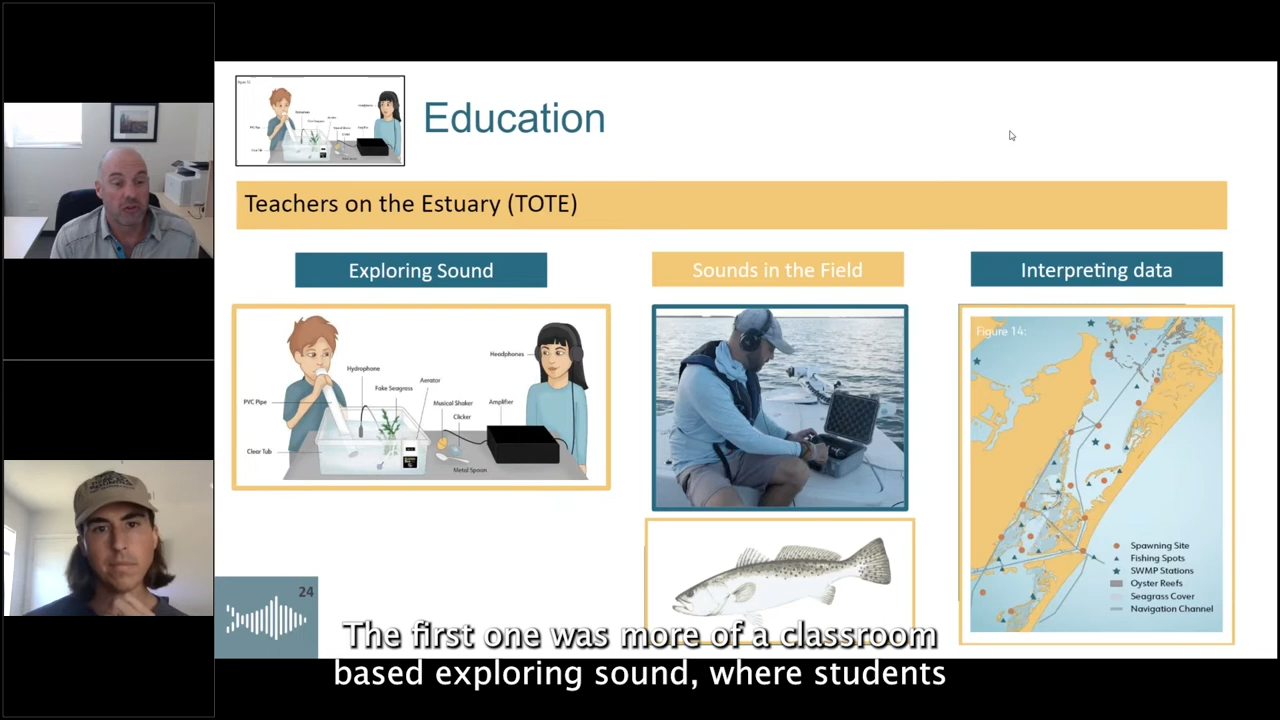 Education
Teachers on the Estuary (TOTE)
Exploring Sound
Sounds in the Field
Interpreting data
Headphones
Hydrophone
Aerator
Fake Seagrass
PVC Pipe
Musical Shaker
Amplifier
Clicker
Clear Tub
Metal Spoon
Figure 14:
Spawning Site
Fishing Spots
SWMP Stations
Oyster Reefs
Seagrass Cover
Navigation Channel
24
The first one was more of a classroom
based exploring sound, where students